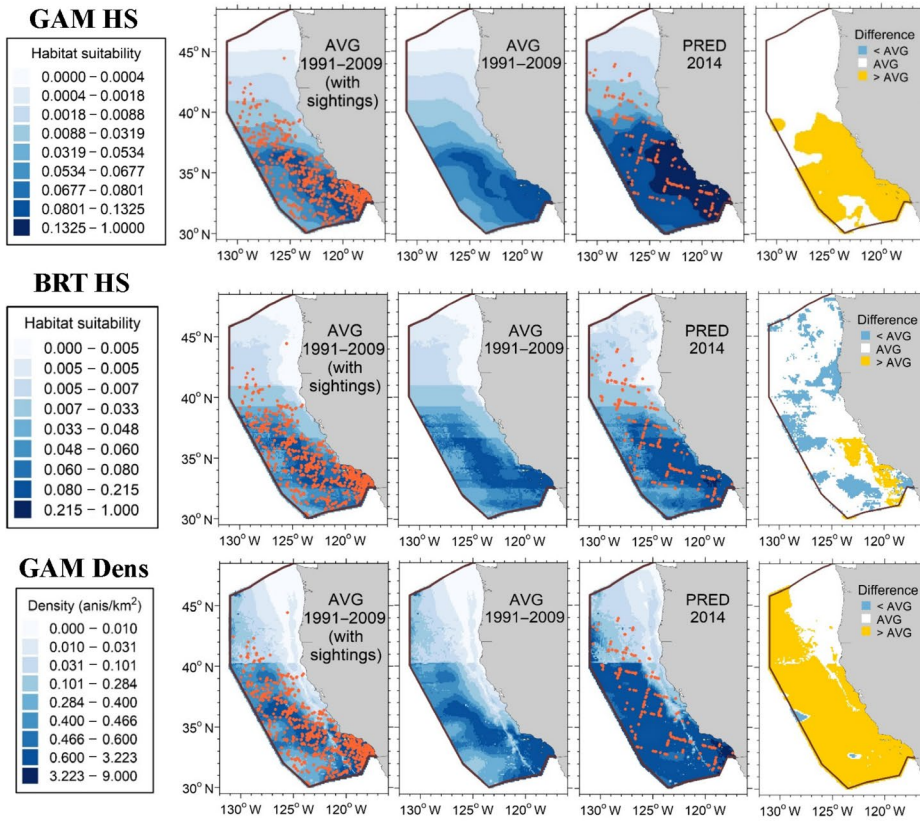 GAM HS
Habitat suitability
0.0000 – 0.0004
0.0004 – 0.0018
0.0018 – 0.0088
0.0088 – 0.0319
0.0319 – 0.0534
0.0534 – 0.0677
0.0677 – 0.0801
0.0801 – 0.1325
0.1325 – 1.0000
45° N
40° N
35° N
30° N
AVG
1991–2009
(with
sightings)
AVG
1991–2009
PRED
2014
Difference
< AVG
AVG
> AVG
130° W 125° W 120° W
130° W 125° W 120° W
130° W 125° W 120° W
130° W 125° W 120° W
BRT HS
Habitat suitability
0.000 – 0.005
0.005 – 0.005
0.005 – 0.007
0.007 – 0.033
0.033 – 0.048
0.048 – 0.060
0.060 – 0.080
0.080 – 0.215
0.215 – 1.000
45° N
40° N
35° N
30° N
AVG
1991–2009
(with
sightings)
AVG
1991–2009
PRED
2014
Difference
< AVG
AVG
> AVG
130° W 125° W 120° W
130° W 125° W 120° W
130° W 125° W 120° W
130° W 125° W 120° W
GAM Dens
Density (anis/km²)
0.000 – 0.010
0.010 – 0.031
0.031 – 0.101
0.101 – 0.284
0.284 – 0.400
0.400 – 0.466
0.466 – 0.600
0.600 – 3.223
3.223 – 9.000
45° N
40° N
35° N
30° N
AVG
1991–2009
(with
sightings)
AVG
1991–2009
PRED
2014
Difference
< AVG
AVG
> AVG
130° W 125° W 120° W
130° W 125° W 120° W
130° W 125° W 120° W
130° W 125° W 120° W